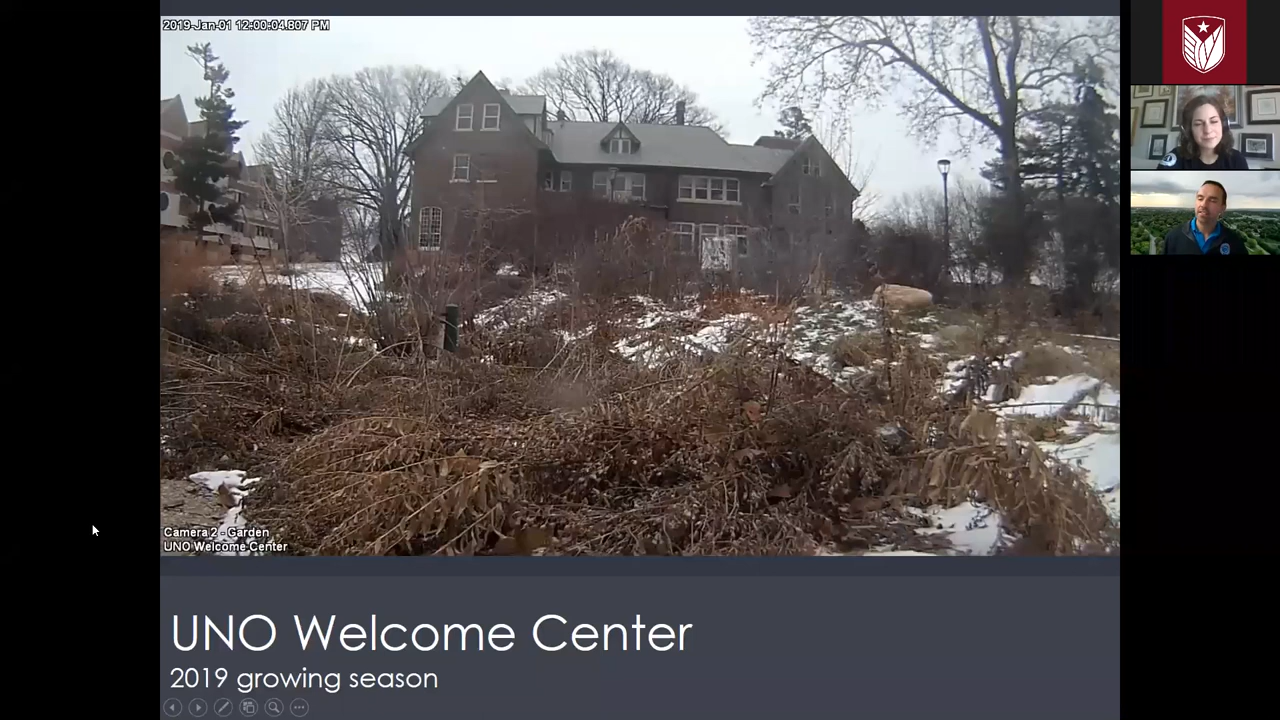 2019-Jan-01 12:00:04.807 PM
Camera 2 - Garden
UNO Welcome Center
UNO Welcome Center
2019 growing season